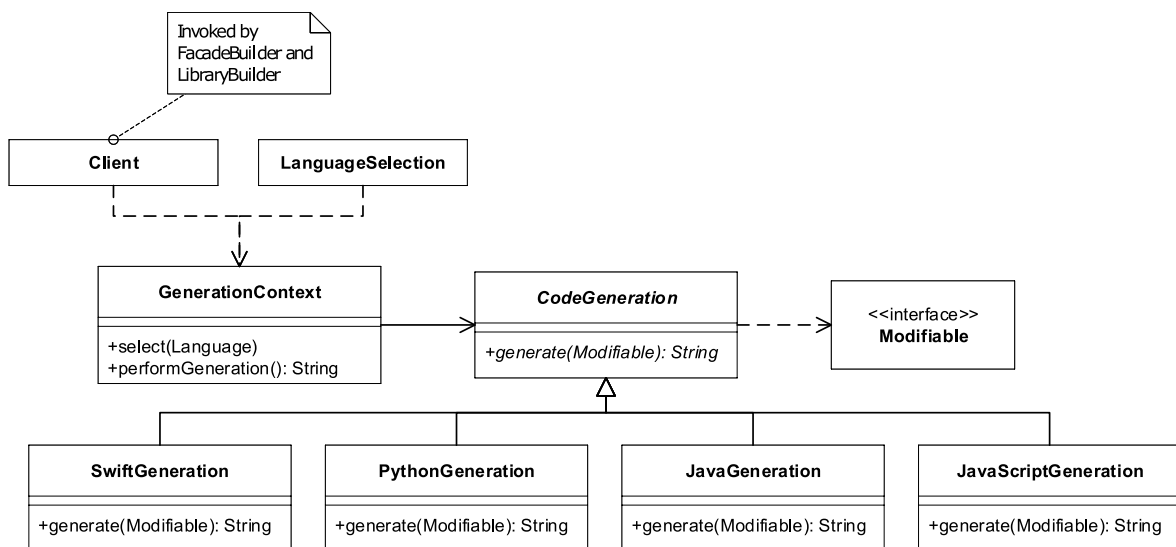 Invoked by
FacadeBuilder and
LibraryBuilder
Client
LanguageSelection
GenerationContext
+select(Language)
+performGeneration(): String
CodeGeneration
+generate(Modifiable): String
<<interface>>
Modifiable
SwiftGeneration
+generate(Modifiable): String
PythonGeneration
+generate(Modifiable): String
JavaGeneration
+generate(Modifiable): String
JavaScriptGeneration
+generate(Modifiable): String